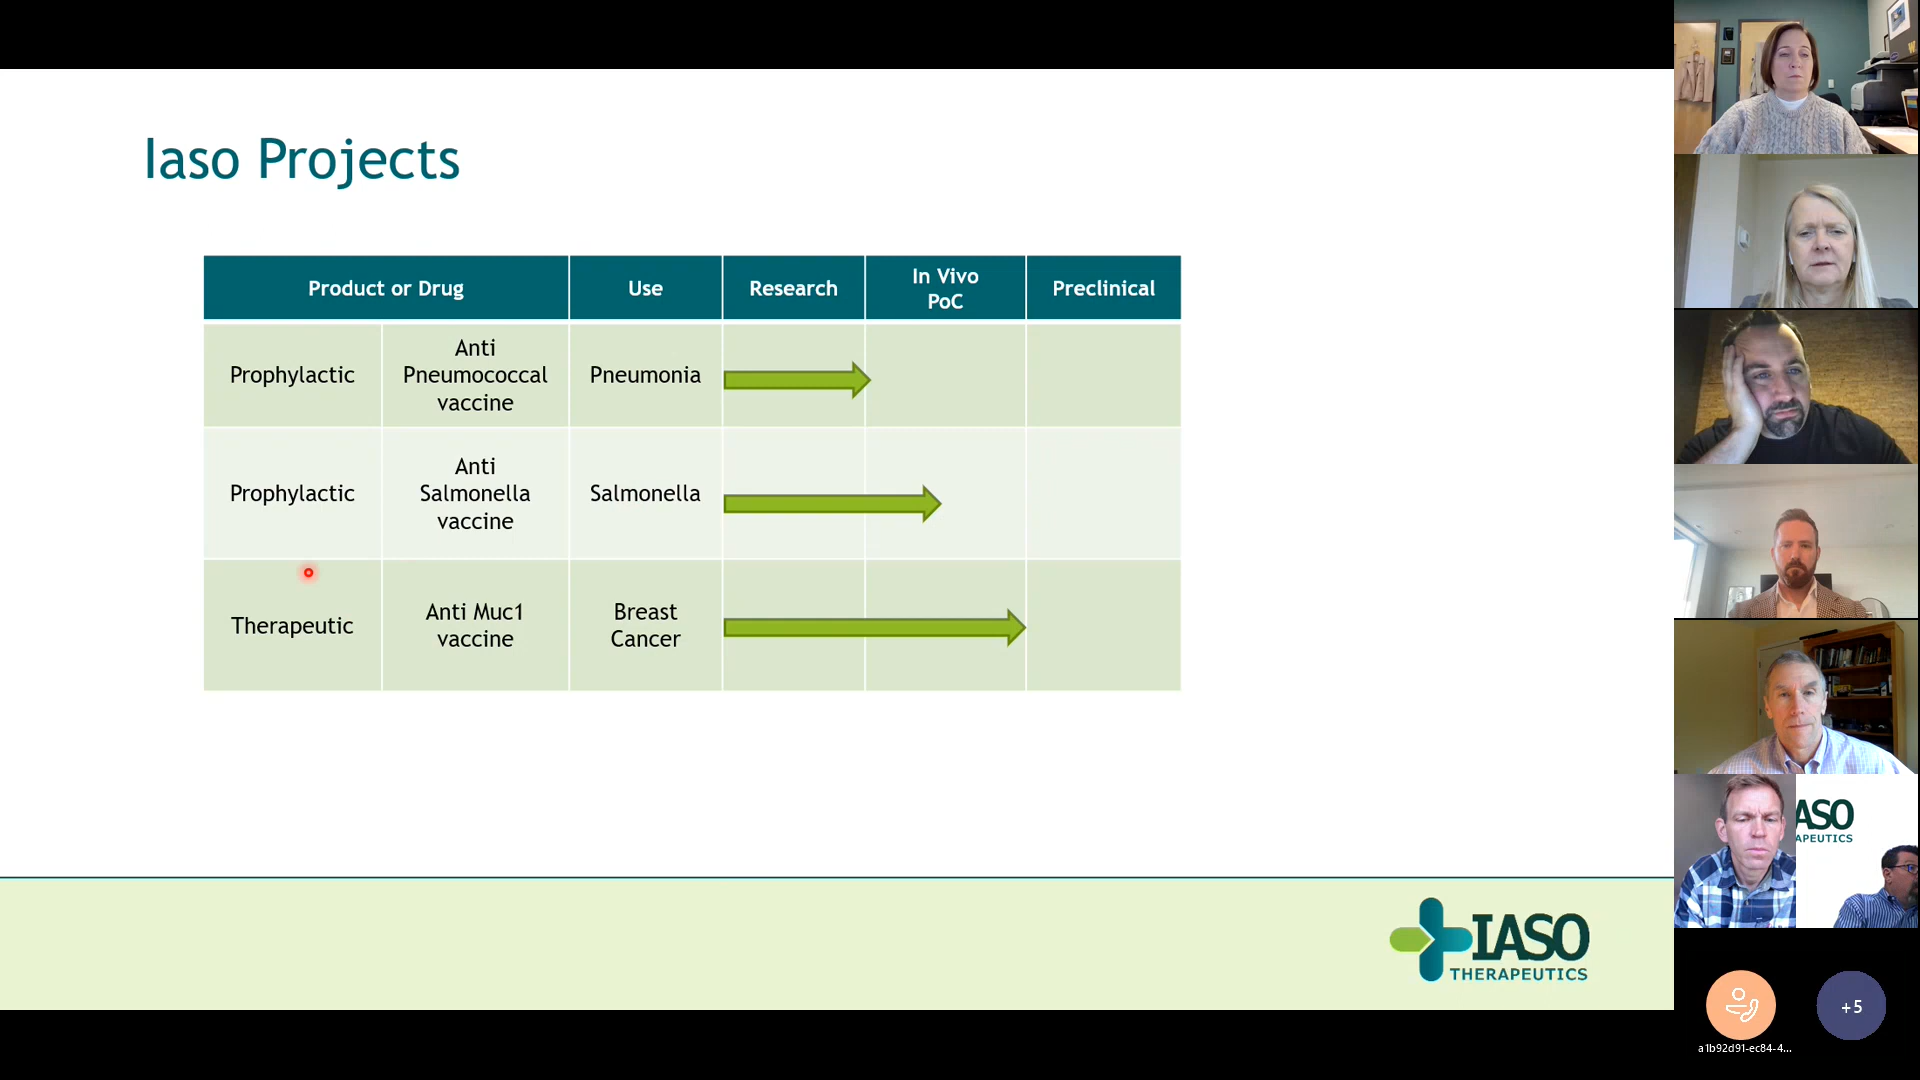 Iaso Projects
Product or Drug
Use
Research
In Vivo
PoC
Preclinical
Prophylactic
Anti
Pneumococcal
vaccine
Pneumonia
Prophylactic
Anti
Salmonella
vaccine
Salmonella
Therapeutic
Anti Muc1
vaccine
Breast
Cancer
IASO
THERAPEUTICS
W
ASO
APEUTICS
+5
a1b92d91-ec84-4...